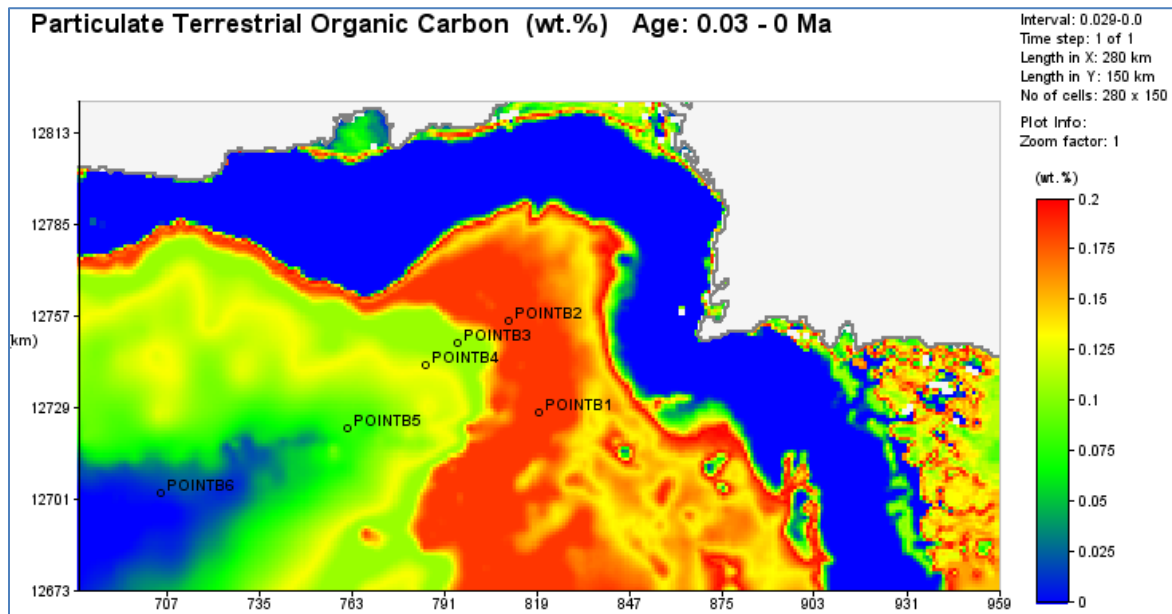 Particulate Terrestrial Organic Carbon (wt.%) Age: 0.03 - 0 Ma
Interval: 0.029-0.0
Time step: 1 of 1
Length in X: 280 km
Length in Y: 150 km
No of cells: 280 x 150
Plot Info:
Zoom factor: 1
(wt.%)
0.2
0.175
0.15
0.125
0.1
0.075
0.05
0.025
0
12813
12785
12757
(km)
12729
12701
12673
POINTB2
POINTB3
POINTB4
POINTB1
POINTB5
POINTB6
707 735 763 791 819 847 875 903 931 959